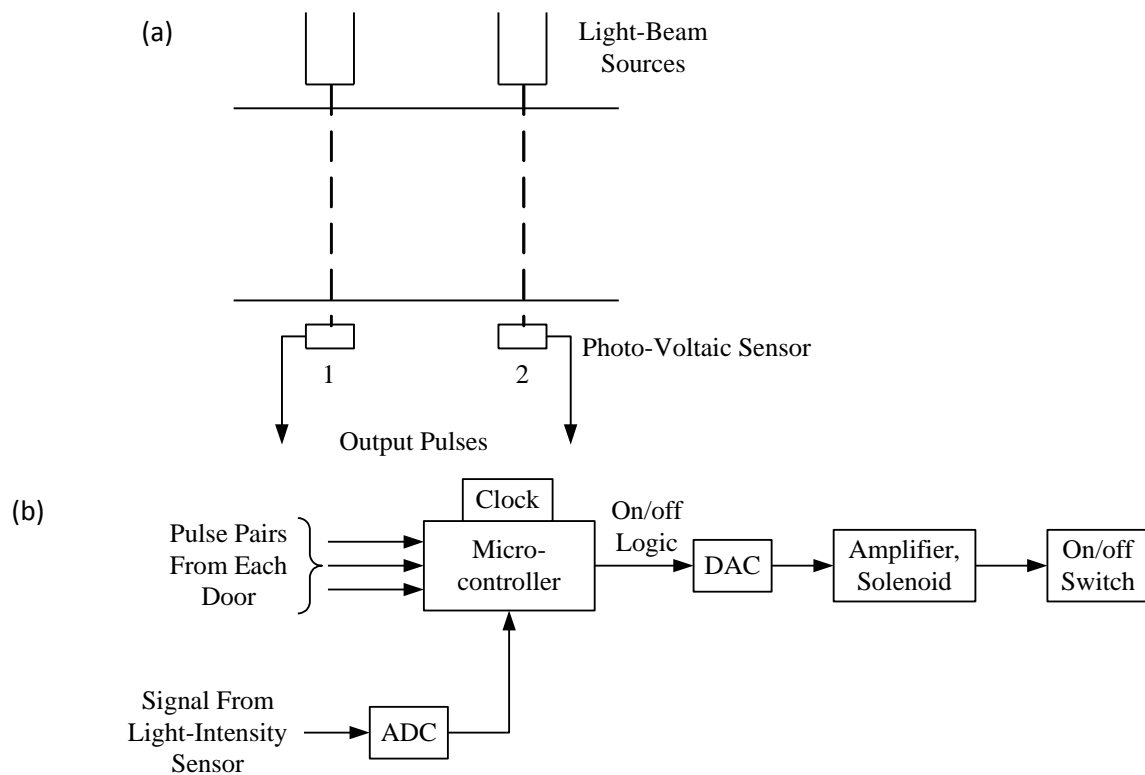 (a)
Light-Beam
Sources
Photo-Voltaic Sensor
1
2
Output Pulses
(b)
Clock
Pulse Pairs
From Each
Door
Micro-
controller
On/off
Logic
DAC
Amplifier,
Solenoid
On/off
Switch
Signal From
Light-Intensity
Sensor
ADC